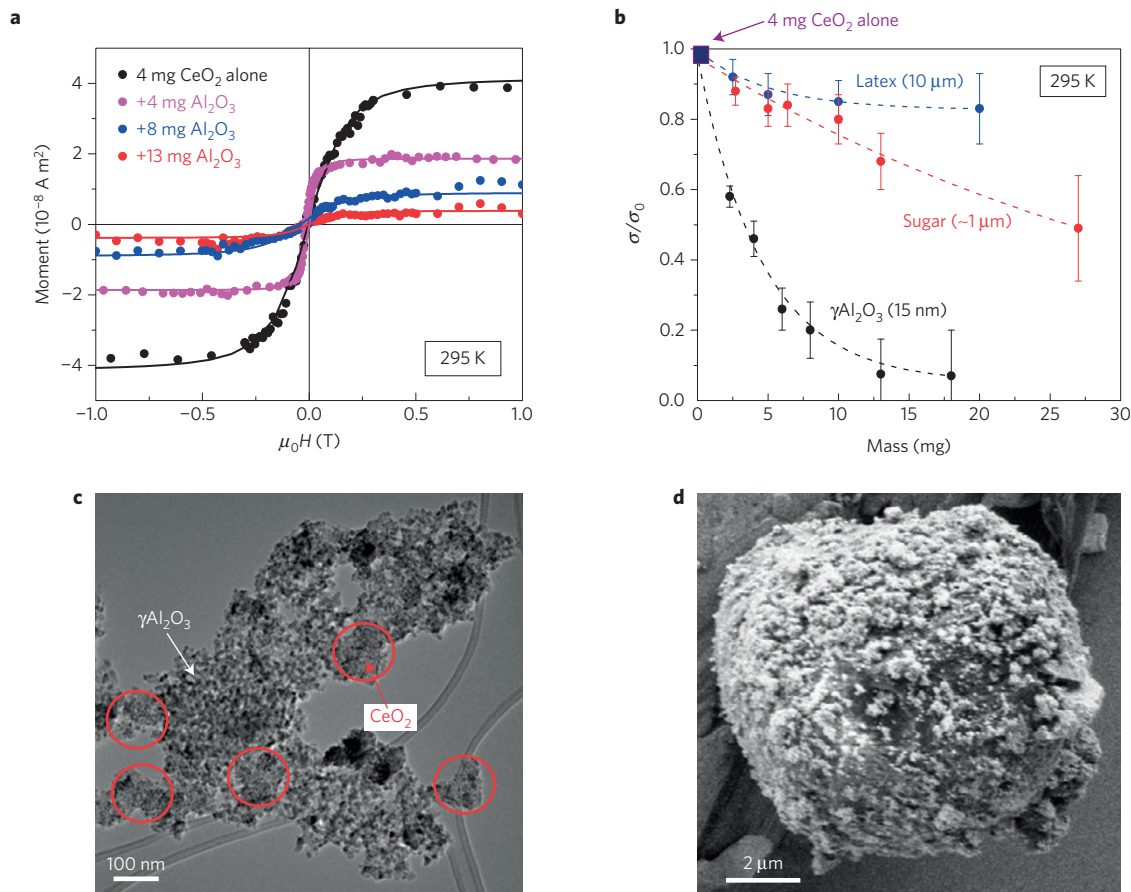 a
4 mg CeO₂ alone
+4 mg Al₂O₃
+8 mg Al₂O₃
+13 mg Al₂O₃
Moment (10⁻⁸ A m²)
4
2
0
−2
−4
295 K
−1.0 −0.5 0.0 0.5 1.0
μ₀H (T)
b
4 mg CeO₂ alone
295 K
Latex (10 μm)
Sugar (~1 μm)
γAl₂O₃ (15 nm)
σ/σ₀
1.0
0.8
0.6
0.4
0.2
0.0
0 5 10 15 20 25 30
Mass (mg)
c
γAl₂O₃
CeO₂
100 nm
d
2 μm